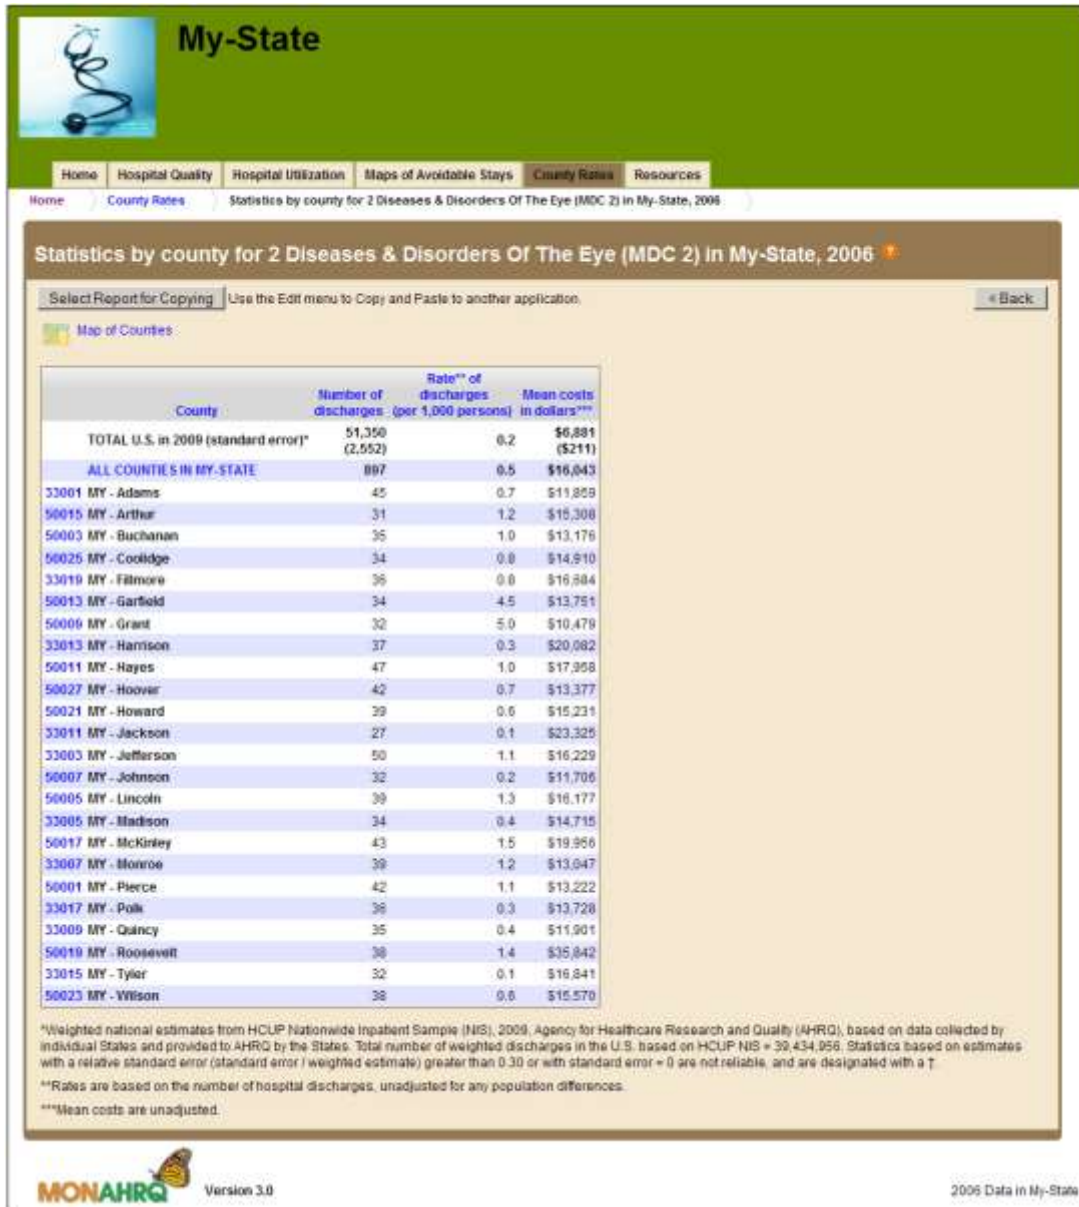 My-State
Home Hospital Quality Hospital Utilization Maps of Avoidable Stays County Rates Resources
Home County Rates Statistics by county for 2 Diseases & Disorders Of The Eye (MDC 2) in My-State, 2006
Statistics by county for 2 Diseases & Disorders Of The Eye (MDC 2) in My-State, 2006 ?
Select Report for Copying Use the Edit menu to Copy and Paste to another application. « Back
Map of Counties
County Number of discharges Rate** of discharges (per 1,000 persons) Mean costs in dollars***
TOTAL U.S. in 2009 (standard error)* 51,350 (2,552) 0.2 $6,881 ($211)
ALL COUNTIES IN MY-STATE 897 0.5 $16,043
33001 MY - Adams 45 0.7 $11,859
50015 MY - Arthur 31 1.2 $15,308
50003 MY - Buchanan 35 1.0 $13,176
50025 MY - Coolidge 34 0.8 $14,910
33019 MY - Fillmore 36 0.8 $16,684
50013 MY - Garfield 34 4.5 $13,751
50009 MY - Grant 32 5.0 $10,479
33013 MY - Harrison 37 0.3 $20,082
50011 MY - Hayes 47 1.0 $17,958
50027 MY - Hoover 42 0.7 $13,377
50021 MY - Howard 39 0.6 $15,231
33011 MY - Jackson 27 0.1 $23,325
33003 MY - Jefferson 50 1.1 $16,229
50007 MY - Johnson 32 0.2 $11,706
50005 MY - Lincoln 39 1.3 $16,177
33005 MY - Madison 34 0.4 $14,715
50017 MY - McKinley 43 1.5 $19,956
33007 MY - Monroe 39 1.2 $13,047
50001 MY - Pierce 42 1.1 $13,222
33017 MY - Polk 36 0.3 $13,728
33009 MY - Quincy 35 0.4 $11,901
50019 MY - Roosevelt 38 1.4 $35,842
33015 MY - Tyler 32 0.1 $16,841
50023 MY - Wilson 38 0.6 $15,570
*Weighted national estimates from HCUP Nationwide Inpatient Sample (NIS), 2009, Agency for Healthcare Research and Quality (AHRQ), based on data collected by
individual States and provided to AHRQ by the States. Total number of weighted discharges in the U.S. based on HCUP NIS = 39,434,956. Statistics based on estimates
with a relative standard error (standard error / weighted estimate) greater than 0.30 or with standard error = 0 are not reliable, and are designated with a †.
**Rates are based on the number of hospital discharges, unadjusted for any population differences.
***Mean costs are unadjusted.
MONAHRQ Version 3.0 2006 Data in My-State